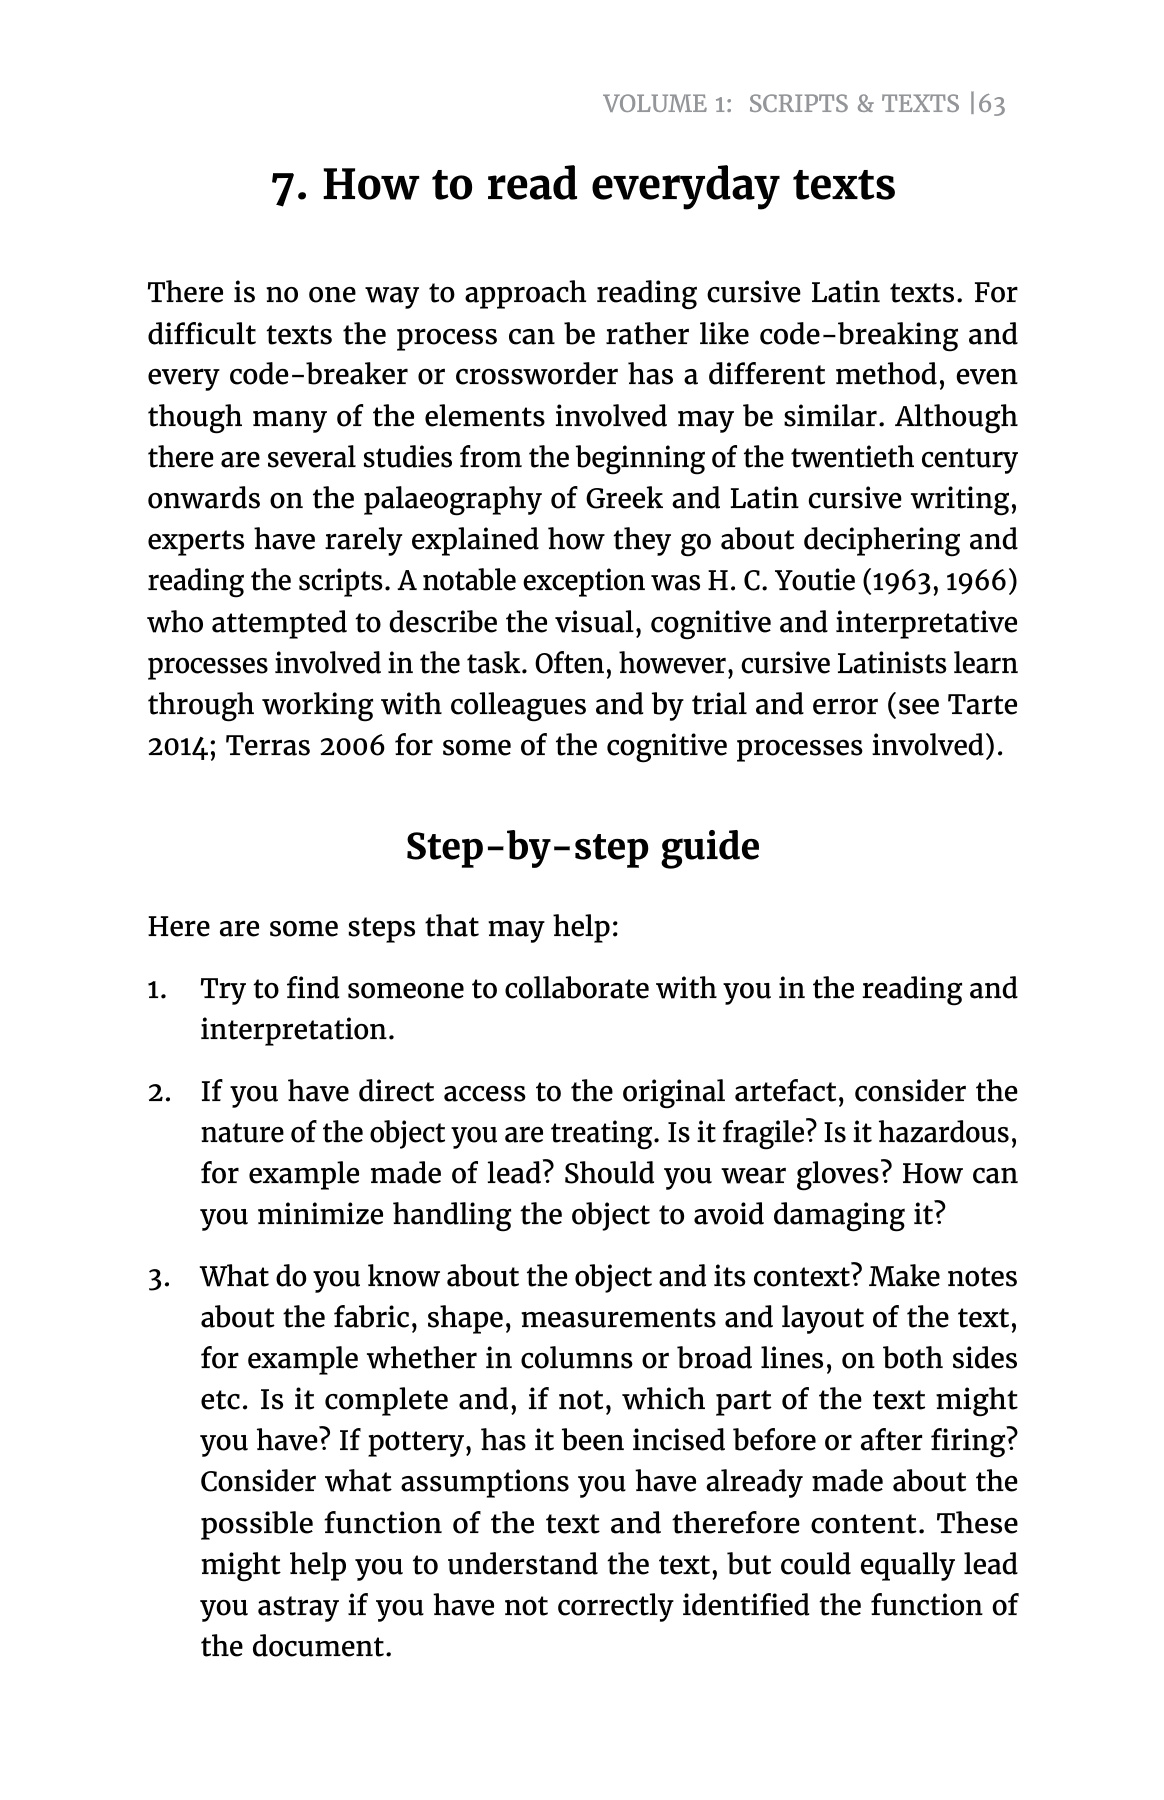 VOLUME 1: SCRIPTS & TEXTS |63
7. How to read everyday texts
There is no one way to approach reading cursive Latin texts. For
difficult texts the process can be rather like code-breaking and
every code-breaker or crossworder has a different method, even
though many of the elements involved may be similar. Although
there are several studies from the beginning of the twentieth century
onwards on the palaeography of Greek and Latin cursive writing,
experts have rarely explained how they go about deciphering and
reading the scripts. A notable exception was H. C. Youtie (1963, 1966)
who attempted to describe the visual, cognitive and interpretative
processes involved in the task. Often, however, cursive Latinists learn
through working with colleagues and by trial and error (see Tarte
2014; Terras 2006 for some of the cognitive processes involved).
Step-by-step guide
Here are some steps that may help:
1. Try to find someone to collaborate with you in the reading and
interpretation.
2. If you have direct access to the original artefact, consider the
nature of the object you are treating. Is it fragile? Is it hazardous,
for example made of lead? Should you wear gloves? How can
you minimize handling the object to avoid damaging it?
3. What do you know about the object and its context? Make notes
about the fabric, shape, measurements and layout of the text,
for example whether in columns or broad lines, on both sides
etc. Is it complete and, if not, which part of the text might
you have? If pottery, has it been incised before or after firing?
Consider what assumptions you have already made about the
possible function of the text and therefore content. These
might help you to understand the text, but could equally lead
you astray if you have not correctly identified the function of
the document.